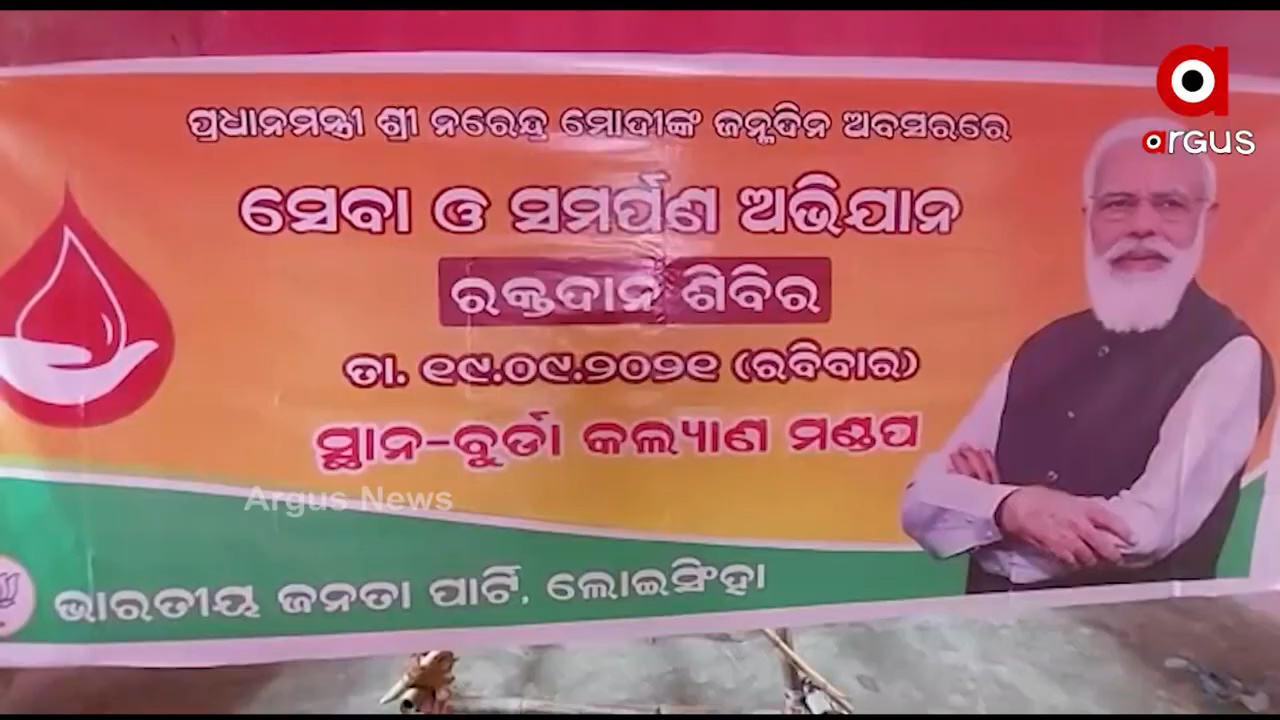 argus
ପ୍ରଧାନମନ୍ତ୍ରୀ ଶ୍ରୀ ନରେନ୍ଦ୍ର ମୋଦୀଙ୍କ ଜନ୍ମଦିନ ଅବସରରେ
ସେବା ଓ ସମର୍ପଣ ଅଭିଯାନ
ରକ୍ତଦାନ ଶିବିର
ତା. ୧୯.୦୯.୨୦୨୧ (ରବିବାର)
ସ୍ଥାନ-ବୁର୍ଡା କଲ୍ୟାଣ ମଣ୍ଡପ
Argus News
ଭାରତୀୟ ଜନତା ପାର୍ଟି, ଲୋଇସିଂହା